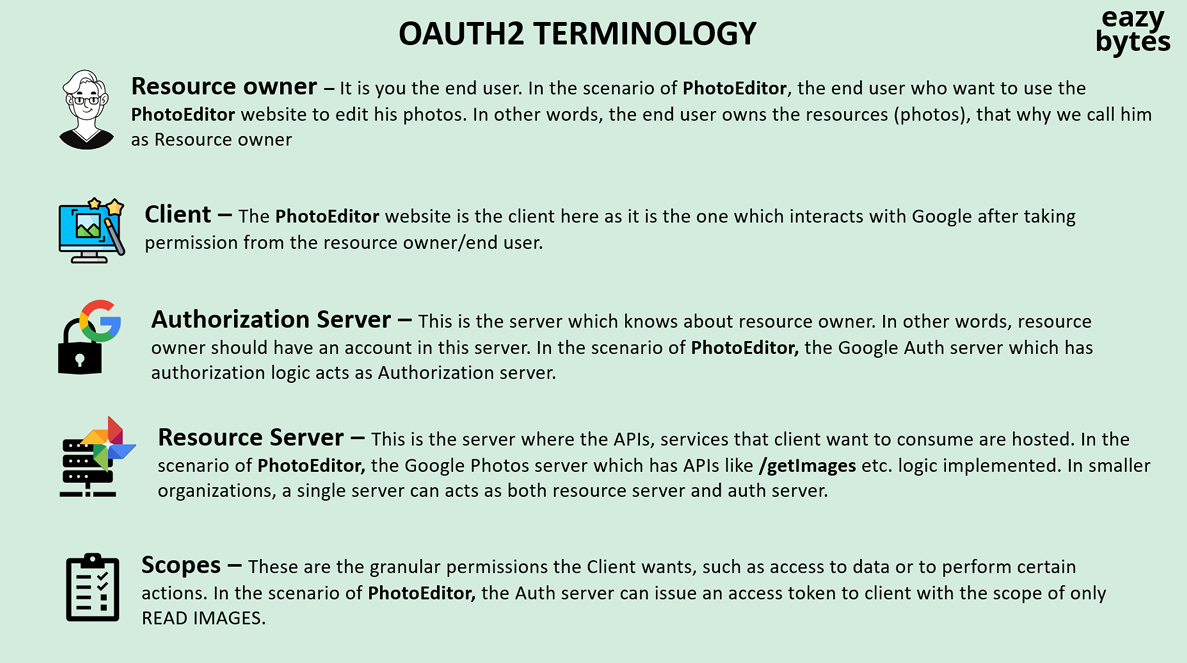 OAUTH2 TERMINOLOGY
eazy
bytes
Resource owner – It is you the end user. In the scenario of PhotoEditor, the end user who want to use the
PhotoEditor website to edit his photos. In other words, the end user owns the resources (photos), that why we call him
as Resource owner
Client – The PhotoEditor website is the client here as it is the one which interacts with Google after taking
permission from the resource owner/end user.
Authorization Server – This is the server which knows about resource owner. In other words, resource
owner should have an account in this server. In the scenario of PhotoEditor, the Google Auth server which has
authorization logic acts as Authorization server.
Resource Server – This is the server where the APIs, services that client want to consume are hosted. In the
scenario of PhotoEditor, the Google Photos server which has APIs like /getImages etc. logic implemented. In smaller
organizations, a single server can acts as both resource server and auth server.
Scopes – These are the granular permissions the Client wants, such as access to data or to perform certain
actions. In the scenario of PhotoEditor, the Auth server can issue an access token to client with the scope of only
READ IMAGES.